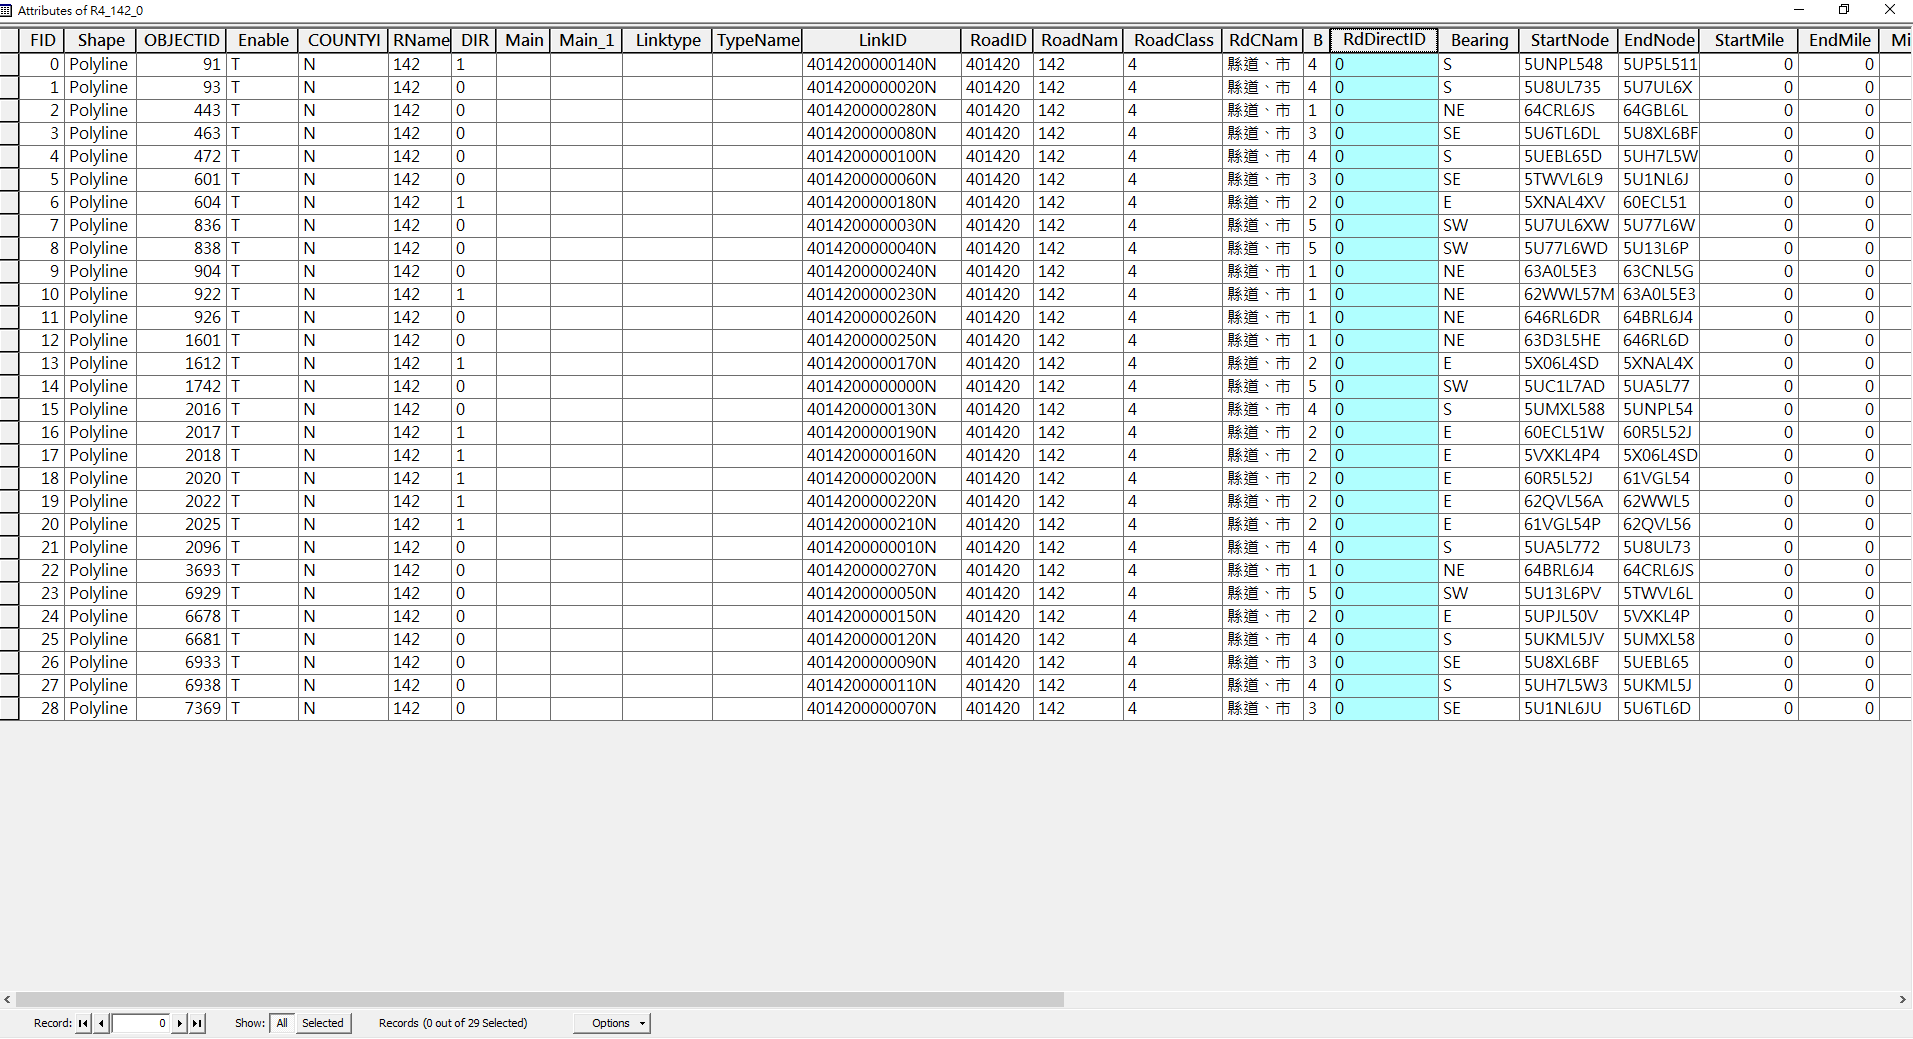 Attributes of R4_142_0
FID Shape OBJECTID Enable COUNTYI RName DIR Main Main_1 Linktype TypeName LinkID RoadID RoadNam RoadClass RdCNam B RdDirectID Bearing StartNode EndNode StartMile EndMile Mi
0 Polyline 91 T N 142 1 4014200000140N 401420 142 4 縣道、市 4 0 S 5UNPL548 5UP5L511 0 0
1 Polyline 93 T N 142 0 4014200000020N 401420 142 4 縣道、市 4 0 S 5U8UL735 5U7UL6X 0 0
2 Polyline 443 T N 142 0 4014200000280N 401420 142 4 縣道、市 1 0 NE 64CRL6JS 64GBL6L 0 0
3 Polyline 463 T N 142 0 4014200000080N 401420 142 4 縣道、市 3 0 SE 5U6TL6DL 5U8XL6BF 0 0
4 Polyline 472 T N 142 0 4014200000100N 401420 142 4 縣道、市 4 0 S 5UEBL65D 5UH7L5W 0 0
5 Polyline 601 T N 142 0 4014200000060N 401420 142 4 縣道、市 3 0 SE 5TWVL6L9 5U1NL6J 0 0
6 Polyline 604 T N 142 1 4014200000180N 401420 142 4 縣道、市 2 0 E 5XNAL4XV 60ECL51 0 0
7 Polyline 836 T N 142 0 4014200000030N 401420 142 4 縣道、市 5 0 SW 5U7UL6XW 5U77L6W 0 0
8 Polyline 838 T N 142 0 4014200000040N 401420 142 4 縣道、市 5 0 SW 5U77L6WD 5U13L6P 0 0
9 Polyline 904 T N 142 0 4014200000240N 401420 142 4 縣道、市 1 0 NE 63A0L5E3 63CNL5G 0 0
10 Polyline 922 T N 142 1 4014200000230N 401420 142 4 縣道、市 1 0 NE 62WWL57M 63A0L5E3 0 0
11 Polyline 926 T N 142 0 4014200000260N 401420 142 4 縣道、市 1 0 NE 646RL6DR 64BRL6J4 0 0
12 Polyline 1601 T N 142 0 4014200000250N 401420 142 4 縣道、市 1 0 NE 63D3L5HE 646RL6D 0 0
13 Polyline 1612 T N 142 1 4014200000170N 401420 142 4 縣道、市 2 0 E 5X06L4SD 5XNAL4X 0 0
14 Polyline 1742 T N 142 0 4014200000000N 401420 142 4 縣道、市 5 0 SW 5UC1L7AD 5UA5L77 0 0
15 Polyline 2016 T N 142 0 4014200000130N 401420 142 4 縣道、市 4 0 S 5UMXL588 5UNPL54 0 0
16 Polyline 2017 T N 142 1 4014200000190N 401420 142 4 縣道、市 2 0 E 60ECL51W 60R5L52J 0 0
17 Polyline 2018 T N 142 1 4014200000160N 401420 142 4 縣道、市 2 0 E 5VXKL4P4 5X06L4SD 0 0
18 Polyline 2020 T N 142 1 4014200000200N 401420 142 4 縣道、市 2 0 E 60R5L52J 61VGL54 0 0
19 Polyline 2022 T N 142 1 4014200000220N 401420 142 4 縣道、市 2 0 E 62QVL56A 62WWL5 0 0
20 Polyline 2025 T N 142 1 4014200000210N 401420 142 4 縣道、市 2 0 E 61VGL54P 62QVL56 0 0
21 Polyline 2096 T N 142 0 4014200000010N 401420 142 4 縣道、市 4 0 S 5UA5L772 5U8UL73 0 0
22 Polyline 3693 T N 142 0 4014200000270N 401420 142 4 縣道、市 1 0 NE 64BRL6J4 64CRL6JS 0 0
23 Polyline 6929 T N 142 0 4014200000050N 401420 142 4 縣道、市 5 0 SW 5U13L6PV 5TWVL6L 0 0
24 Polyline 6678 T N 142 0 4014200000150N 401420 142 4 縣道、市 2 0 E 5UPJL50V 5VXKL4P 0 0
25 Polyline 6681 T N 142 0 4014200000120N 401420 142 4 縣道、市 4 0 S 5UKML5JV 5UMXL58 0 0
26 Polyline 6933 T N 142 0 4014200000090N 401420 142 4 縣道、市 3 0 SE 5U8XL6BF 5UEBL65 0 0
27 Polyline 6938 T N 142 0 4014200000110N 401420 142 4 縣道、市 4 0 S 5UH7L5W3 5UKML5J 0 0
28 Polyline 7369 T N 142 0 4014200000070N 401420 142 4 縣道、市 3 0 SE 5U1NL6JU 5U6TL6D 0 0
Record: 0 Show: All Selected Records (0 out of 29 Selected) Options